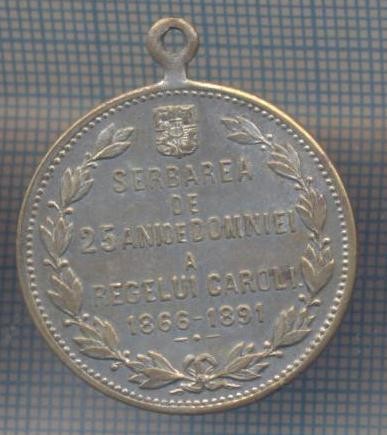 SERBAREA
DE
25 ANI DE DOMNIEI
A
REGELUI CAROL I.
1866-1891